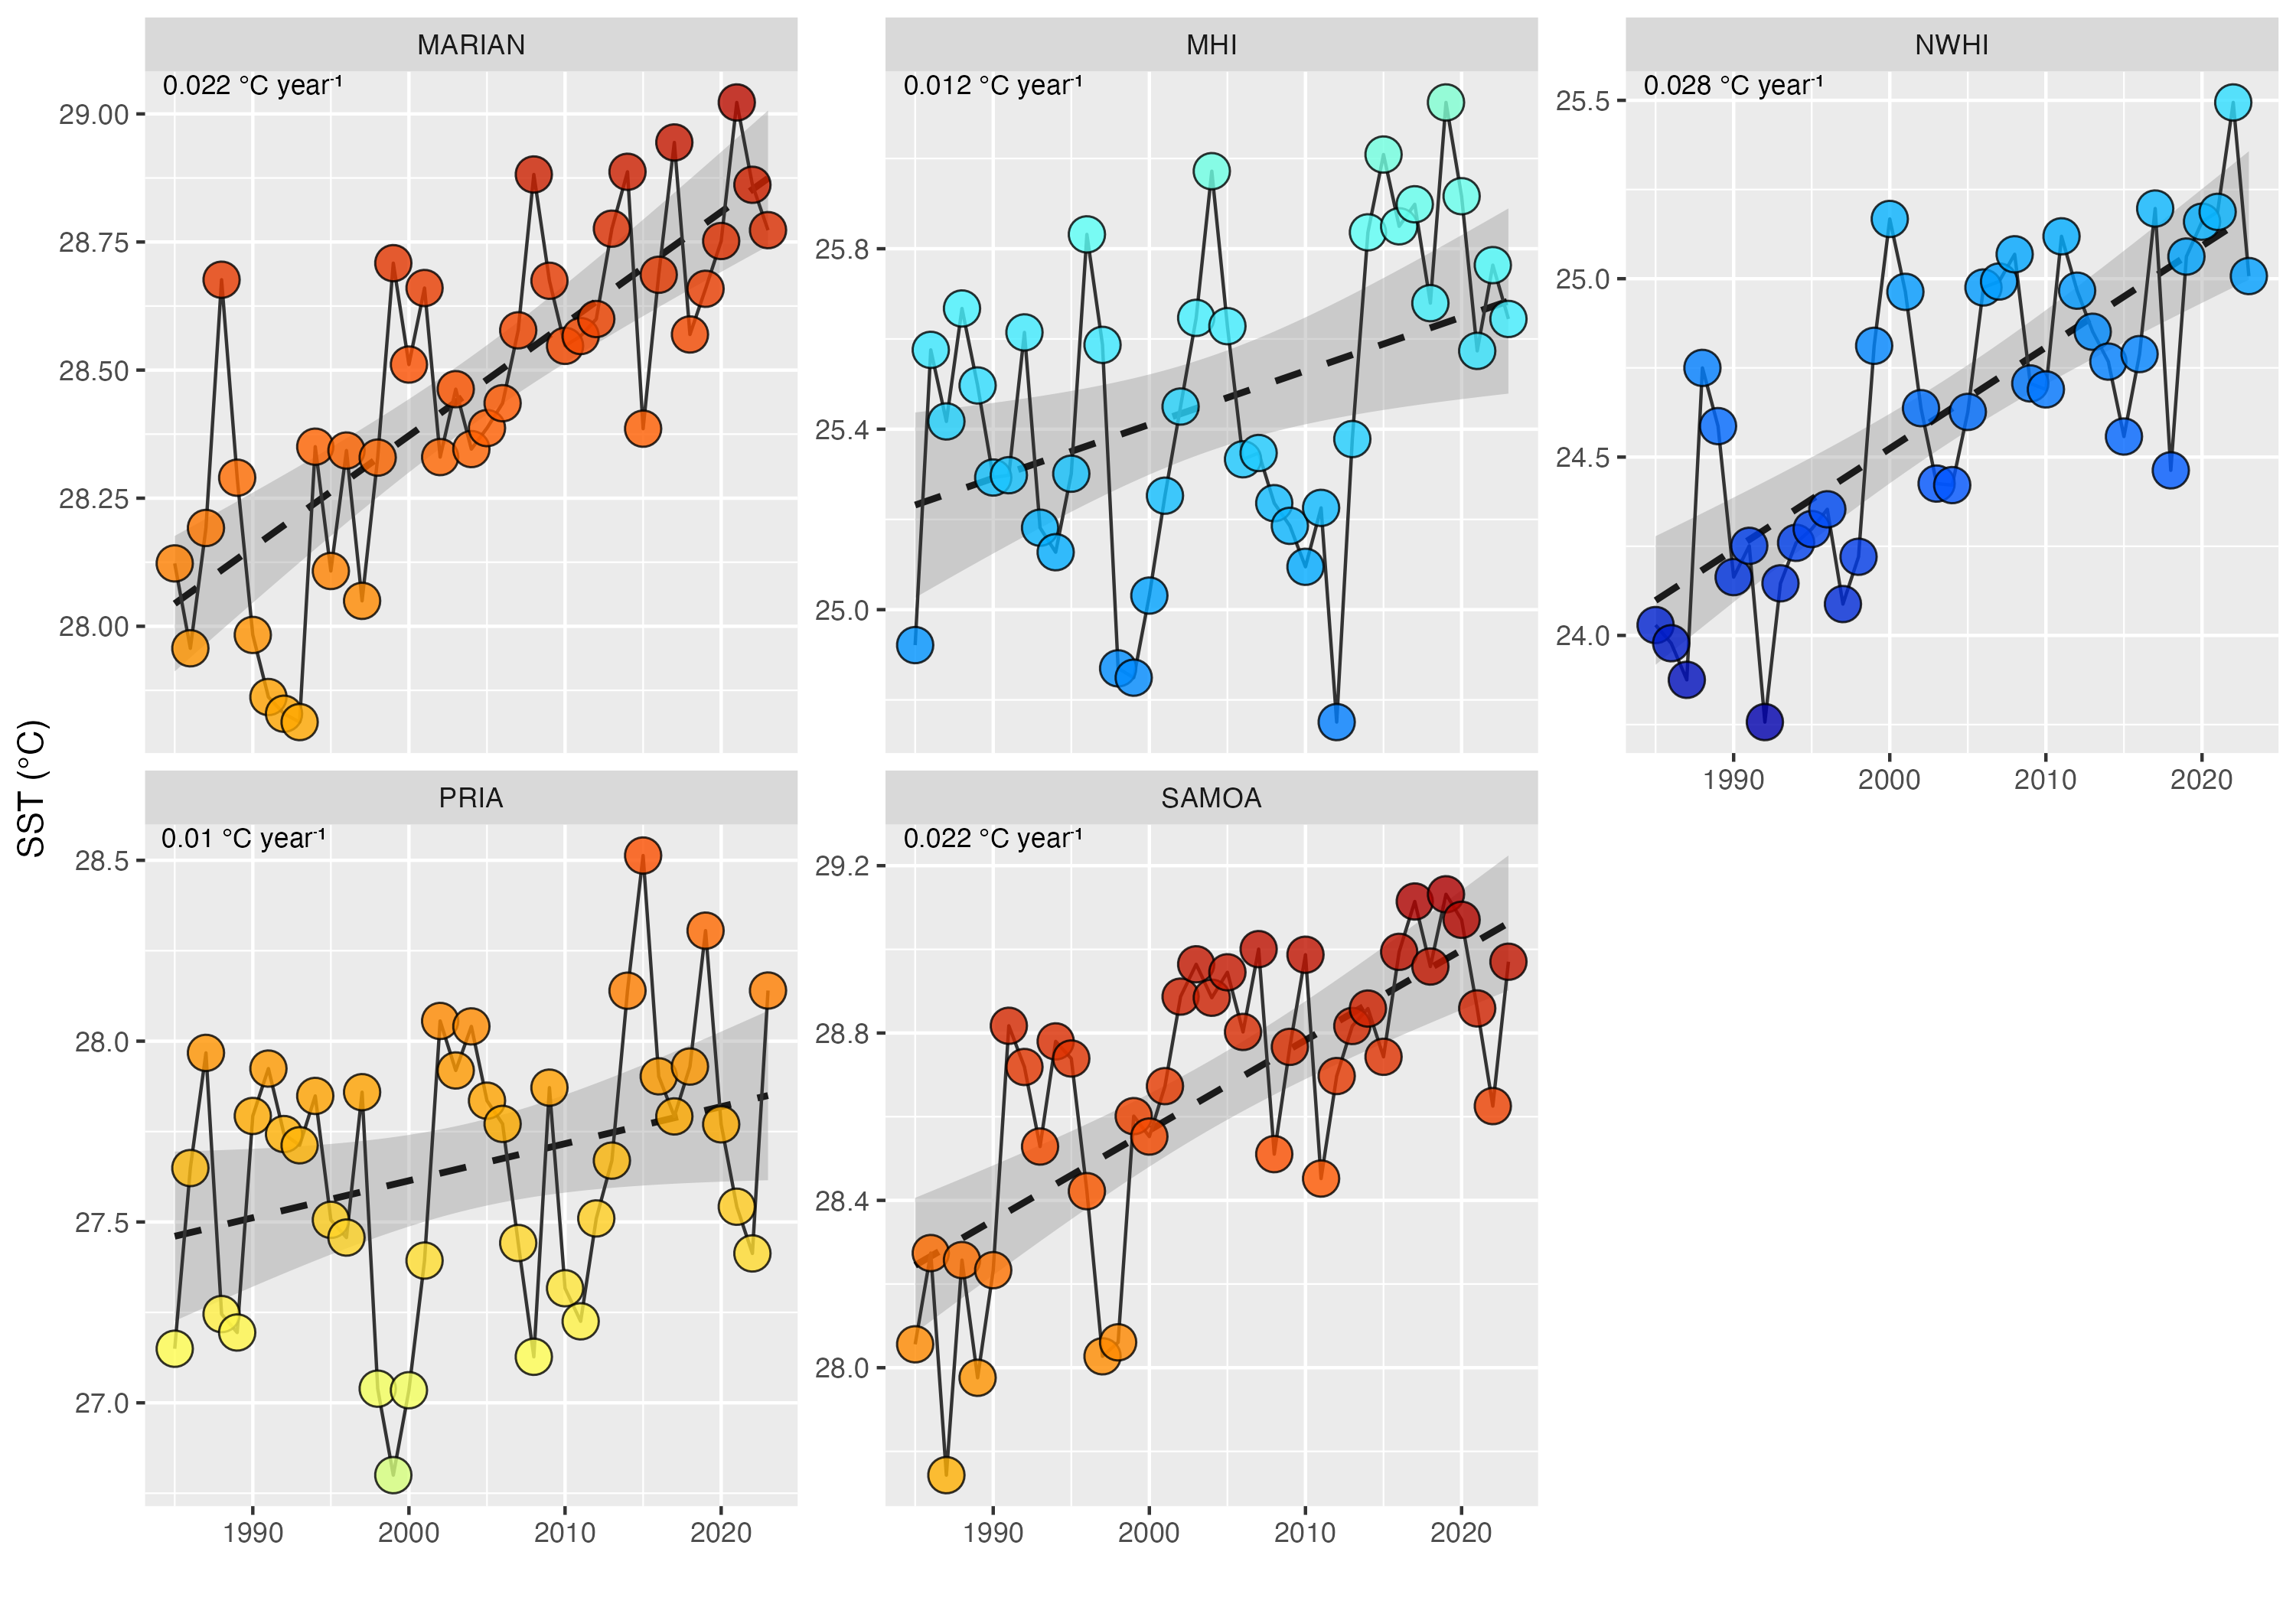 MARIAN
MHI
NWHI
0.022 °C year⁻¹
0.012 °C year⁻¹
0.028 °C year⁻¹
29.00
28.75
28.50
28.25
28.00
25.8
25.4
25.0
25.5
25.0
24.5
24.0
1990 2000 2010 2020
SST (°C)
PRIA
SAMOA
0.01 °C year⁻¹
0.022 °C year⁻¹
28.5
28.0
27.5
27.0
29.2
28.8
28.4
28.0
1990 2000 2010 2020
1990 2000 2010 2020